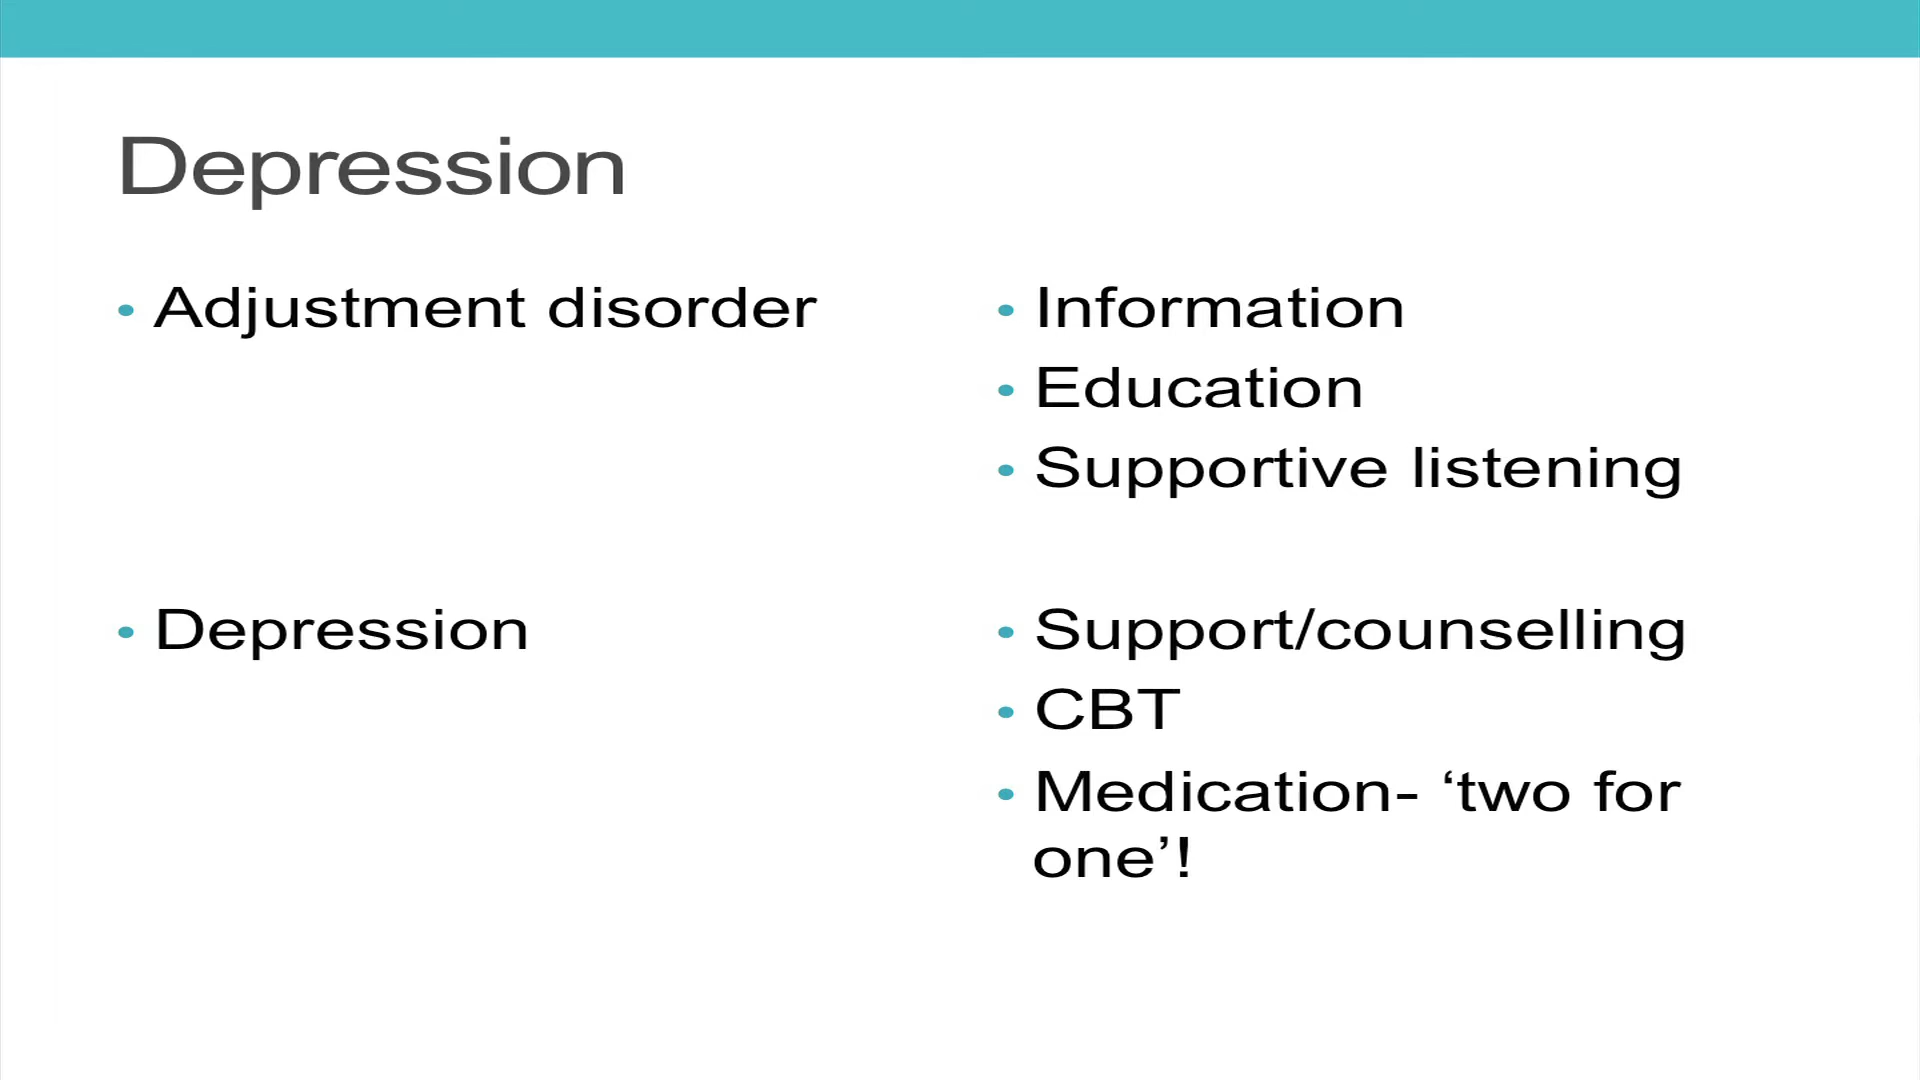 Depression
• Adjustment disorder
• Information
• Education
• Supportive listening
• Depression
• Support/counselling
• CBT
• Medication- ‘two for
one’!